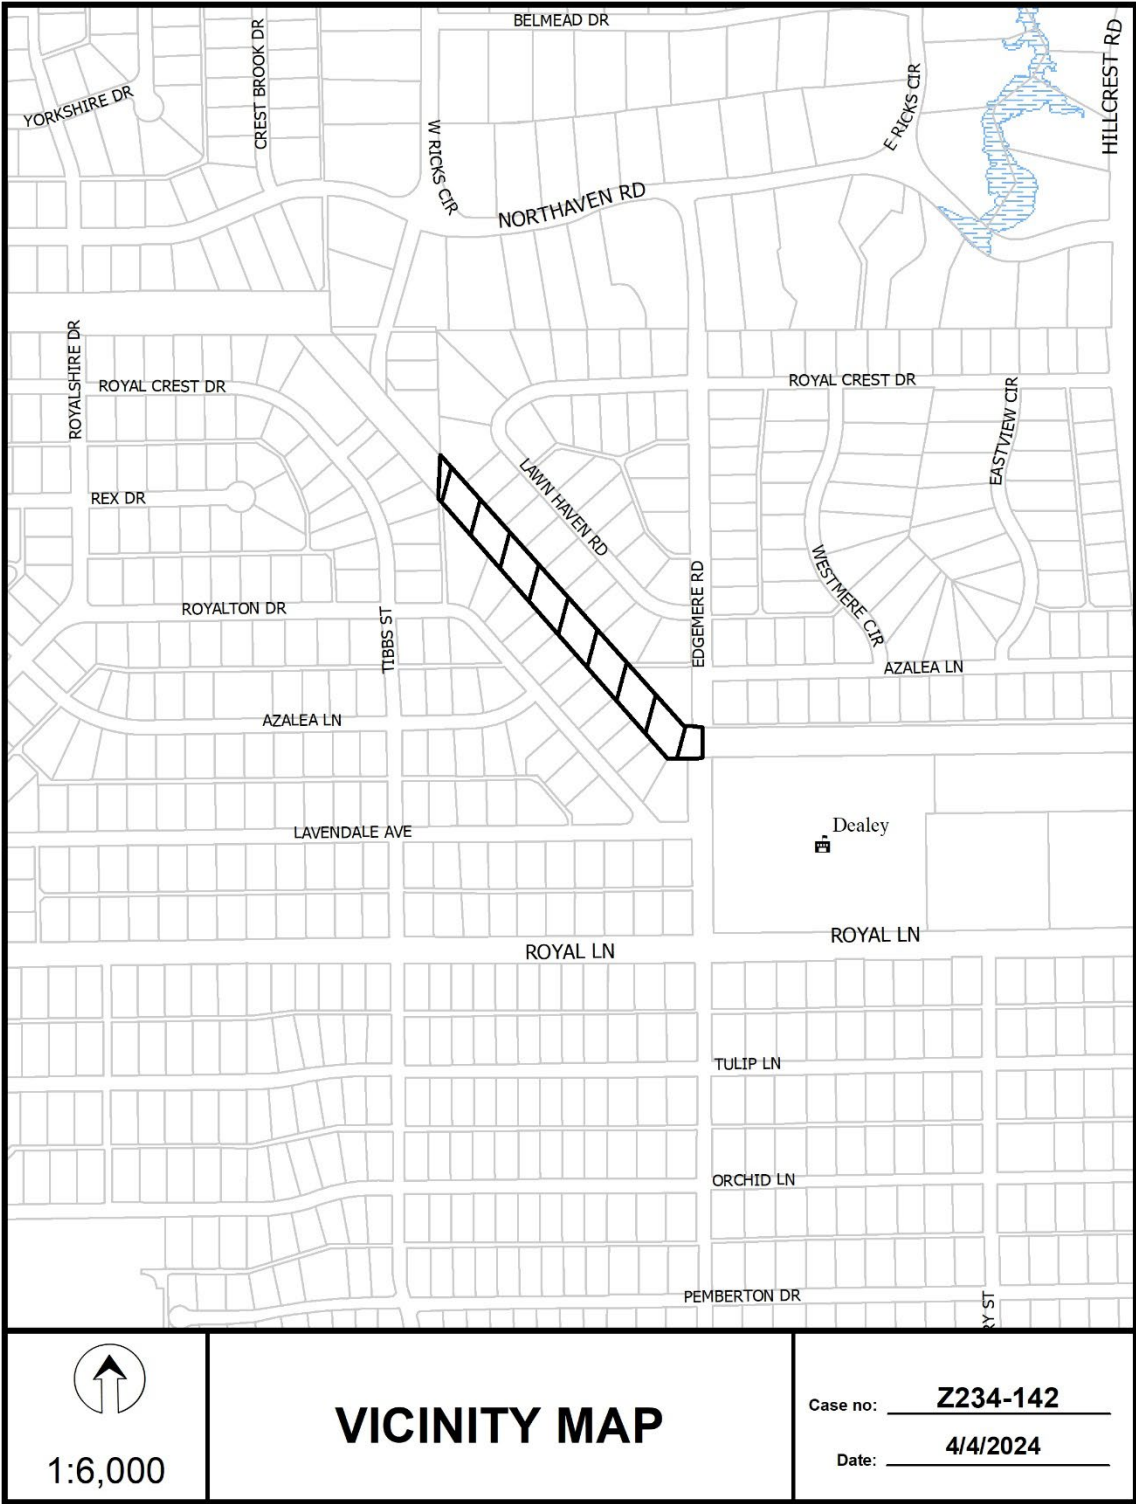 BELMEAD DR
YORKSHIRE DR
CREST BROOK DR
W RICKS CIR
E RICKS CIR
HILLCREST RD
NORTHAVEN RD
ROYALSHIRE DR
ROYAL CREST DR
ROYAL CREST DR
EASTVIEW CIR
REX DR
LAWN HAVEN RD
WESTMERE CIR
EDGEMERE RD
ROYALTON DR
TIBBS ST
AZALEA LN
AZALEA LN
LAVENDALE AVE
Dealey
ROYAL LN
ROYAL LN
TULIP LN
ORCHID LN
PEMBERTON DR
RY ST
1:6,000
VICINITY MAP
Case no: Z234-142
Date: 4/4/2024